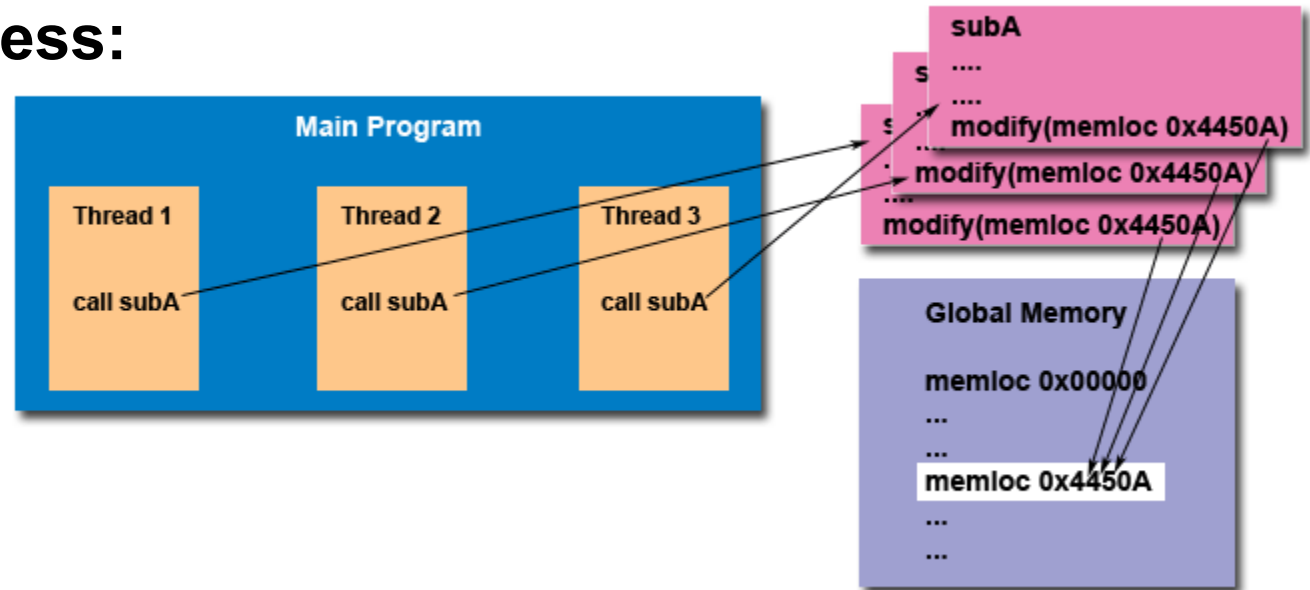 ess:
Main Program
Thread 1
call subA
Thread 2
call subA
Thread 3
call subA
subA
....
....
modify(memloc 0x4450A)
s
....
modify(memloc 0x4450A)
s
....
modify(memloc 0x4450A)
Global Memory
memloc 0x00000
...
...
memloc 0x4450A
...
...